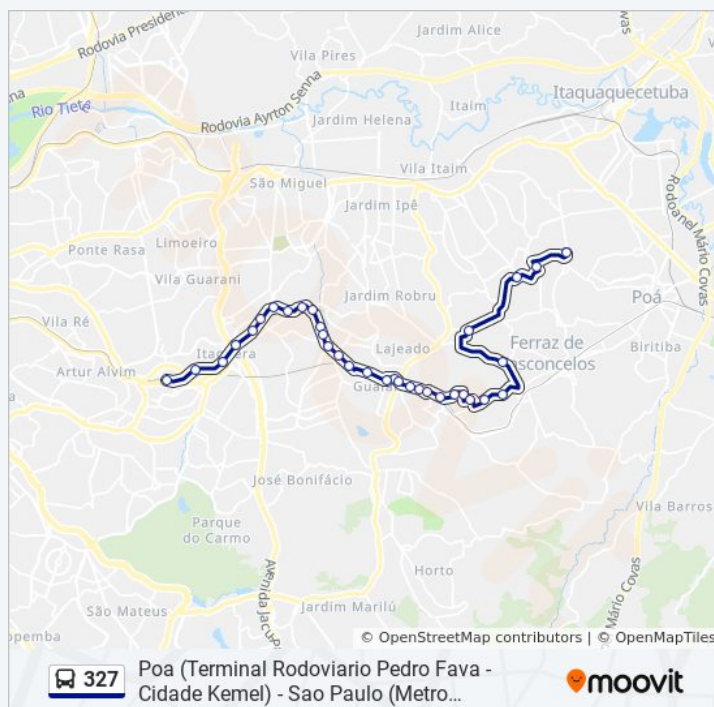 Jardim Alice
Rodovia Presiden
Vila Pires
Itaquaquecetuba
Rio Tietê
Rodovia Ayrton Senna
Itaim
Jardim Helena
Vila Itaim
São Miguel
Rodoanel Mário Covas
Jardim Ipê
Limoeiro
Ponte Rasa
Vila Guarani
Jardim Robru
Poá
Vila Ré
Itaquera
Lajeado
Ferraz de
Vasconcelos
Biritiba
Artur Alvim
Guaia
José Bonifácio
Parque
do Carmo
Vila Barros
Horto
Avenida Jacu-P
Mário Covas
São Mateus
Jardim Marilú
opemba
© OpenStreetMap contributors | © OpenMapTiles
327
Poa (Terminal Rodoviario Pedro Fava -
Cidade Kemel) - Sao Paulo (Metro...
moovit